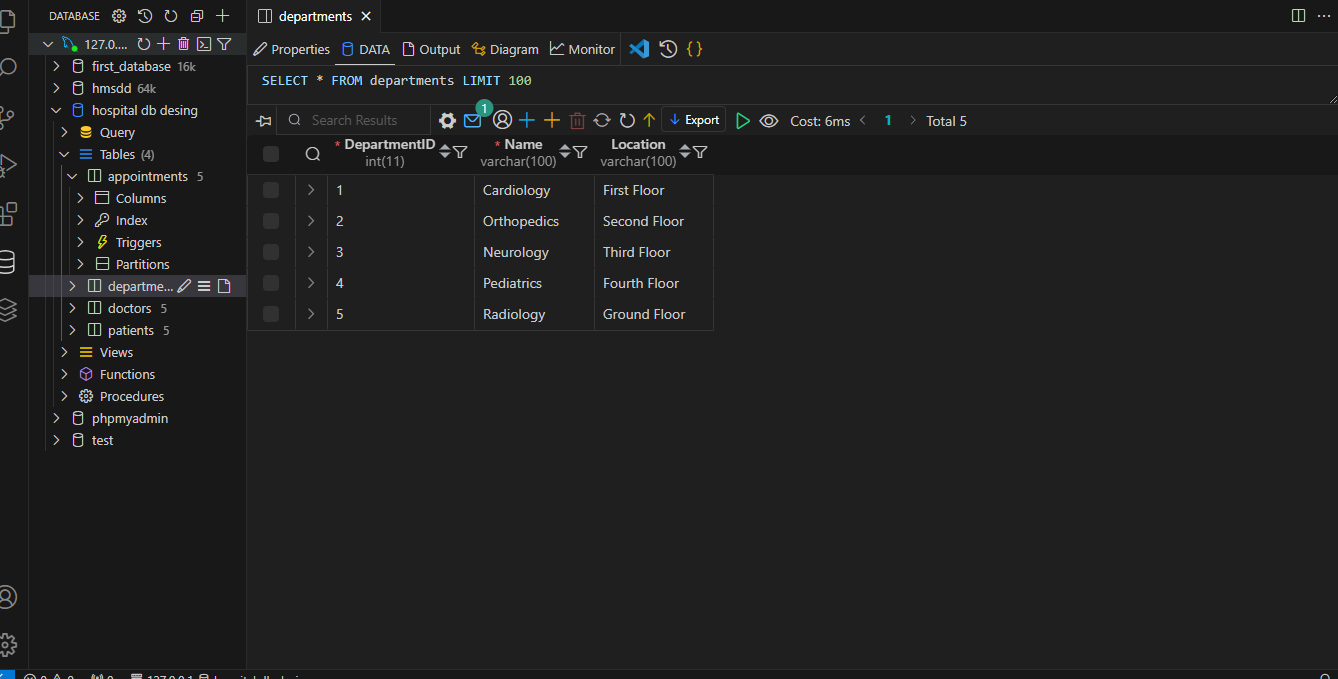 DATABASE
127.0....
first_database 16k
hmsdd 64k
hospital db desing
Query
Tables (4)
appointments 5
Columns
Index
Triggers
Partitions
departme...
doctors 5
patients 5
Views
Functions
Procedures
phpmyadmin
test
departments
Properties DATA Output Diagram Monitor
SELECT * FROM departments LIMIT 100
Search Results 1 Export Cost: 6ms 1 Total 5
* DepartmentID * Name Location
int(11) varchar(100) varchar(100)
1 Cardiology First Floor
2 Orthopedics Second Floor
3 Neurology Third Floor
4 Pediatrics Fourth Floor
5 Radiology Ground Floor